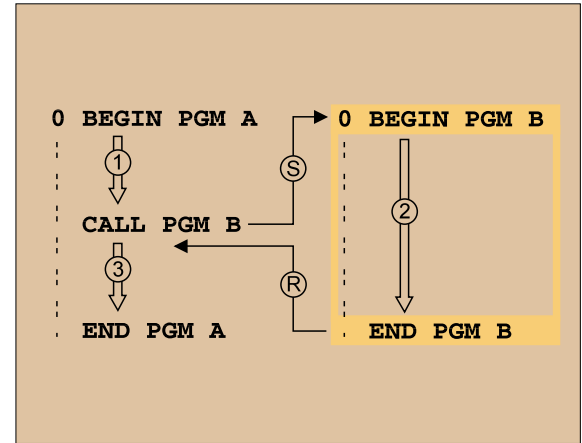 0 BEGIN PGM A
1
S
CALL PGM B
3
R
END PGM A
0 BEGIN PGM B
2
END PGM B